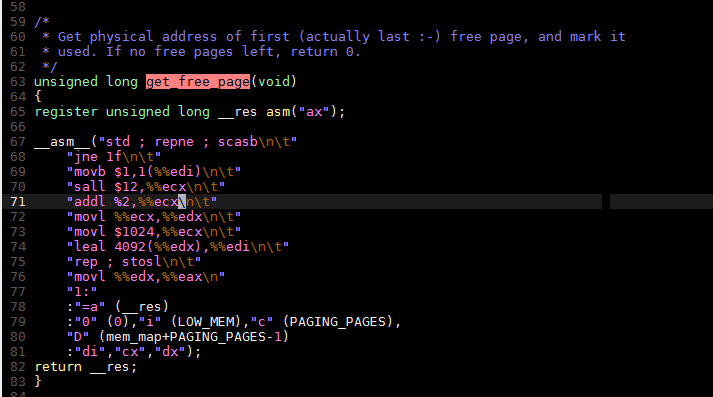 58
59 /*
60  * Get physical address of first (actually last :-) free page, and mark it
61  * used. If no free pages left, return 0.
62  */
63 unsigned long get_free_page(void)
64 {
65 register unsigned long __res asm("ax");
66
67 __asm__("std ; repne ; scasb\n\t"
68     "jne 1f\n\t"
69     "movb $1,1(%%edi)\n\t"
70     "sall $12,%%ecx\n\t"
71     "addl %2,%%ecx\n\t"
72     "movl %%ecx,%%edx\n\t"
73     "movl $1024,%%ecx\n\t"
74     "leal 4092(%%edx),%%edi\n\t"
75     "rep ; stosl\n\t"
76     "movl %%edx,%%eax\n"
77     "1:"
78     :"=a" (__res)
79     :"0" (0),"i" (LOW_MEM),"c" (PAGING_PAGES),
80     "D" (mem_map+PAGING_PAGES-1)
81     :"di","cx","dx");
82 return __res;
83 }
84